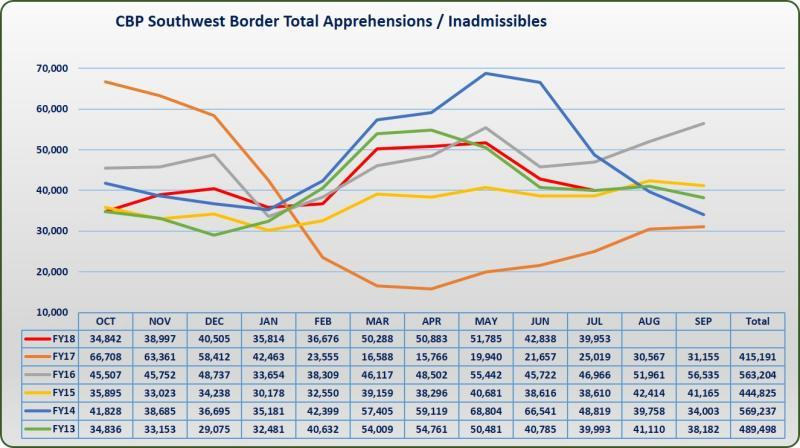 CBP Southwest Border Total Apprehensions / Inadmissibles
70,000
60,000
50,000
40,000
30,000
20,000
10,000
OCT NOV DEC JAN FEB MAR APR MAY JUN JUL AUG SEP Total
FY18 34,842 38,997 40,505 35,814 36,676 50,288 50,883 51,785 42,838 39,953
FY17 66,708 63,361 58,412 42,463 23,555 16,588 15,766 19,940 21,657 25,019 30,567 31,155 415,191
FY16 45,507 45,752 48,737 33,654 38,309 46,117 48,502 55,442 45,722 46,966 51,961 56,535 563,204
FY15 35,895 33,023 34,238 30,178 32,550 39,159 38,296 40,681 38,616 38,610 42,414 41,165 444,825
FY14 41,828 38,685 36,695 35,181 42,399 57,405 59,119 68,804 66,541 48,819 39,758 34,003 569,237
FY13 34,836 33,153 29,075 32,481 40,632 54,009 54,761 50,481 40,785 39,993 41,110 38,182 489,498